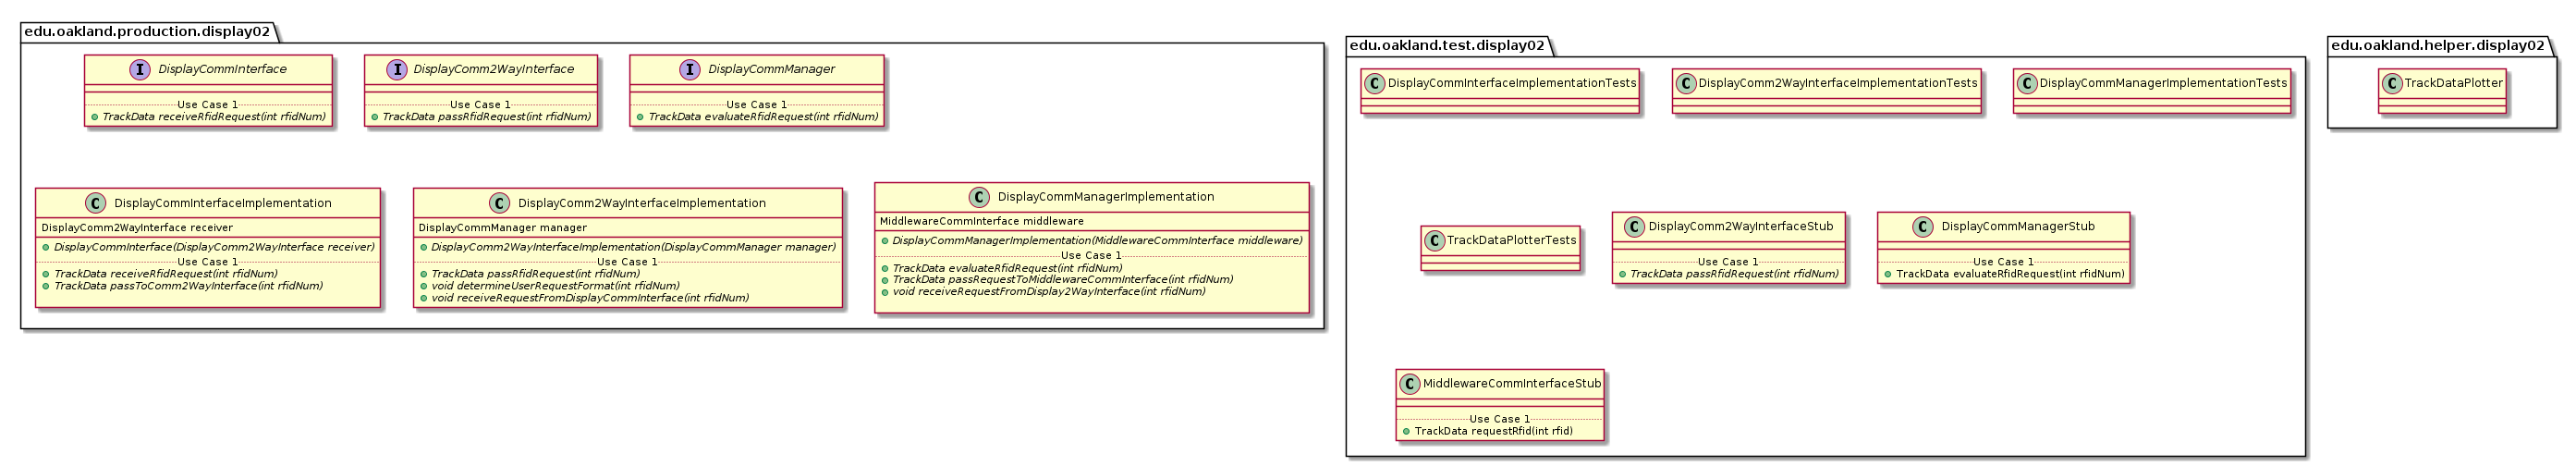 edu.oakland.production.display02
I DisplayCommInterface
Use Case 1
TrackData receiveRfidRequest(int rfidNum)
I DisplayComm2WayInterface
Use Case 1
TrackData passRfidRequest(int rfidNum)
I DisplayCommManager
Use Case 1
TrackData evaluateRfidRequest(int rfidNum)
C DisplayCommInterfaceImplementation
DisplayComm2WayInterface receiver
DisplayCommInterface(DisplayComm2WayInterface receiver)
Use Case 1
TrackData receiveRfidRequest(int rfidNum)
TrackData passToComm2WayInterface(int rfidNum)
C DisplayComm2WayInterfaceImplementation
DisplayCommManager manager
DisplayComm2WayInterfaceImplementation(DisplayCommManager manager)
Use Case 1
TrackData passRfidRequest(int rfidNum)
void determineUserRequestFormat(int rfidNum)
void receiveRequestFromDisplayCommInterface(int rfidNum)
C DisplayCommManagerImplementation
MiddlewareCommInterface middleware
DisplayCommManagerImplementation(MiddlewareCommInterface middleware)
Use Case 1
TrackData evaluateRfidRequest(int rfidNum)
TrackData passRequestToMiddlewareCommInterface(int rfidNum)
void receiveRequestFromDisplay2WayInterface(int rfidNum)
edu.oakland.test.display02
C DisplayCommInterfaceImplementationTests
C DisplayComm2WayInterfaceImplementationTests
C DisplayCommManagerImplementationTests
C TrackDataPlotterTests
C DisplayComm2WayInterfaceStub
Use Case 1
TrackData passRfidRequest(int rfidNum)
C DisplayCommManagerStub
Use Case 1
TrackData evaluateRfidRequest(int rfidNum)
C MiddlewareCommInterfaceStub
Use Case 1
TrackData requestRfid(int rfid)
edu.oakland.helper.display02
C TrackDataPlotter